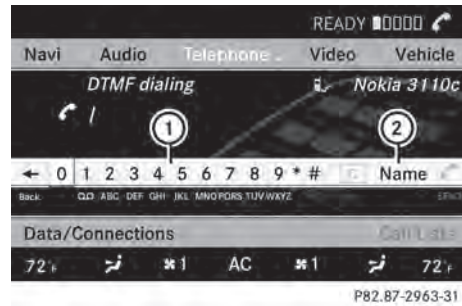 READY
Navi Audio Telephone Video Vehicle
DTMF dialing Nokia 3110c
1 2
0 1 2 3 4 5 6 7 8 9 * # Name
Back ABC DEF GHI JKL MNO PQRS TUV WXYZ
Data/Connections Call Lists
72°F 1 AC 1 72°F
P82.87-2963-31